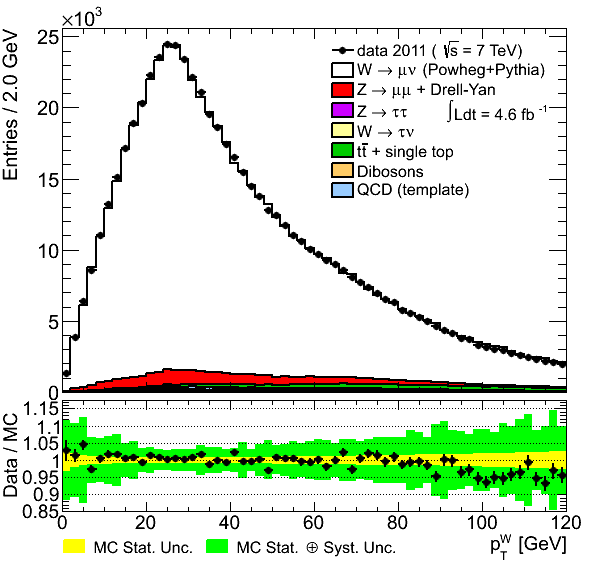 ×10³
Entries / 2.0 GeV
25
20
15
10
5
0
data 2011 ( √s = 7 TeV)
W → μν (Powheg+Pythia)
Z → μμ + Drell-Yan
Z → ττ
∫Ldt = 4.6 fb⁻¹
W → τν
tt̄ + single top
Dibosons
QCD (template)
Data / MC
1.15
1.1
1.05
1
0.95
0.9
0.85
0 20 40 60 80 100 120
p_T^W [GeV]
MC Stat. Unc. MC Stat. ⊕ Syst. Unc.